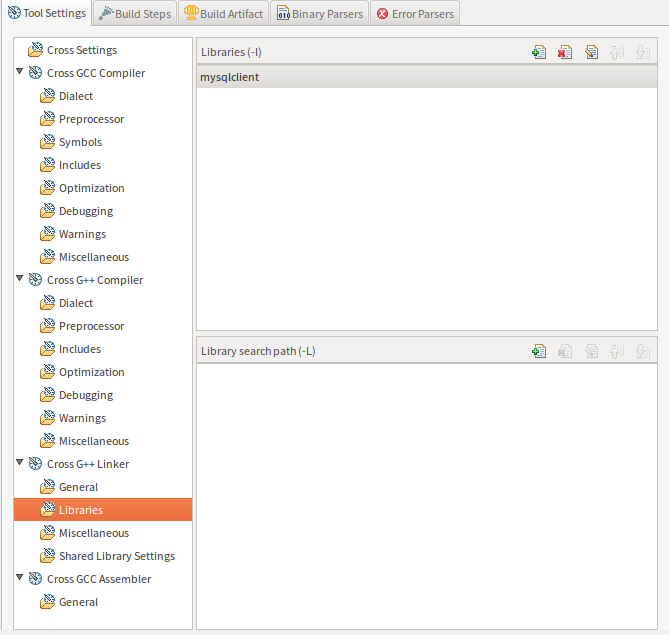 Tool Settings Build Steps Build Artifact Binary Parsers Error Parsers
Cross Settings
Cross GCC Compiler
Dialect
Preprocessor
Symbols
Includes
Optimization
Debugging
Warnings
Miscellaneous
Cross G++ Compiler
Dialect
Preprocessor
Includes
Optimization
Debugging
Warnings
Miscellaneous
Cross G++ Linker
General
Libraries
Miscellaneous
Shared Library Settings
Cross GCC Assembler
General
Libraries (-l)
mysqlclient
Library search path (-L)